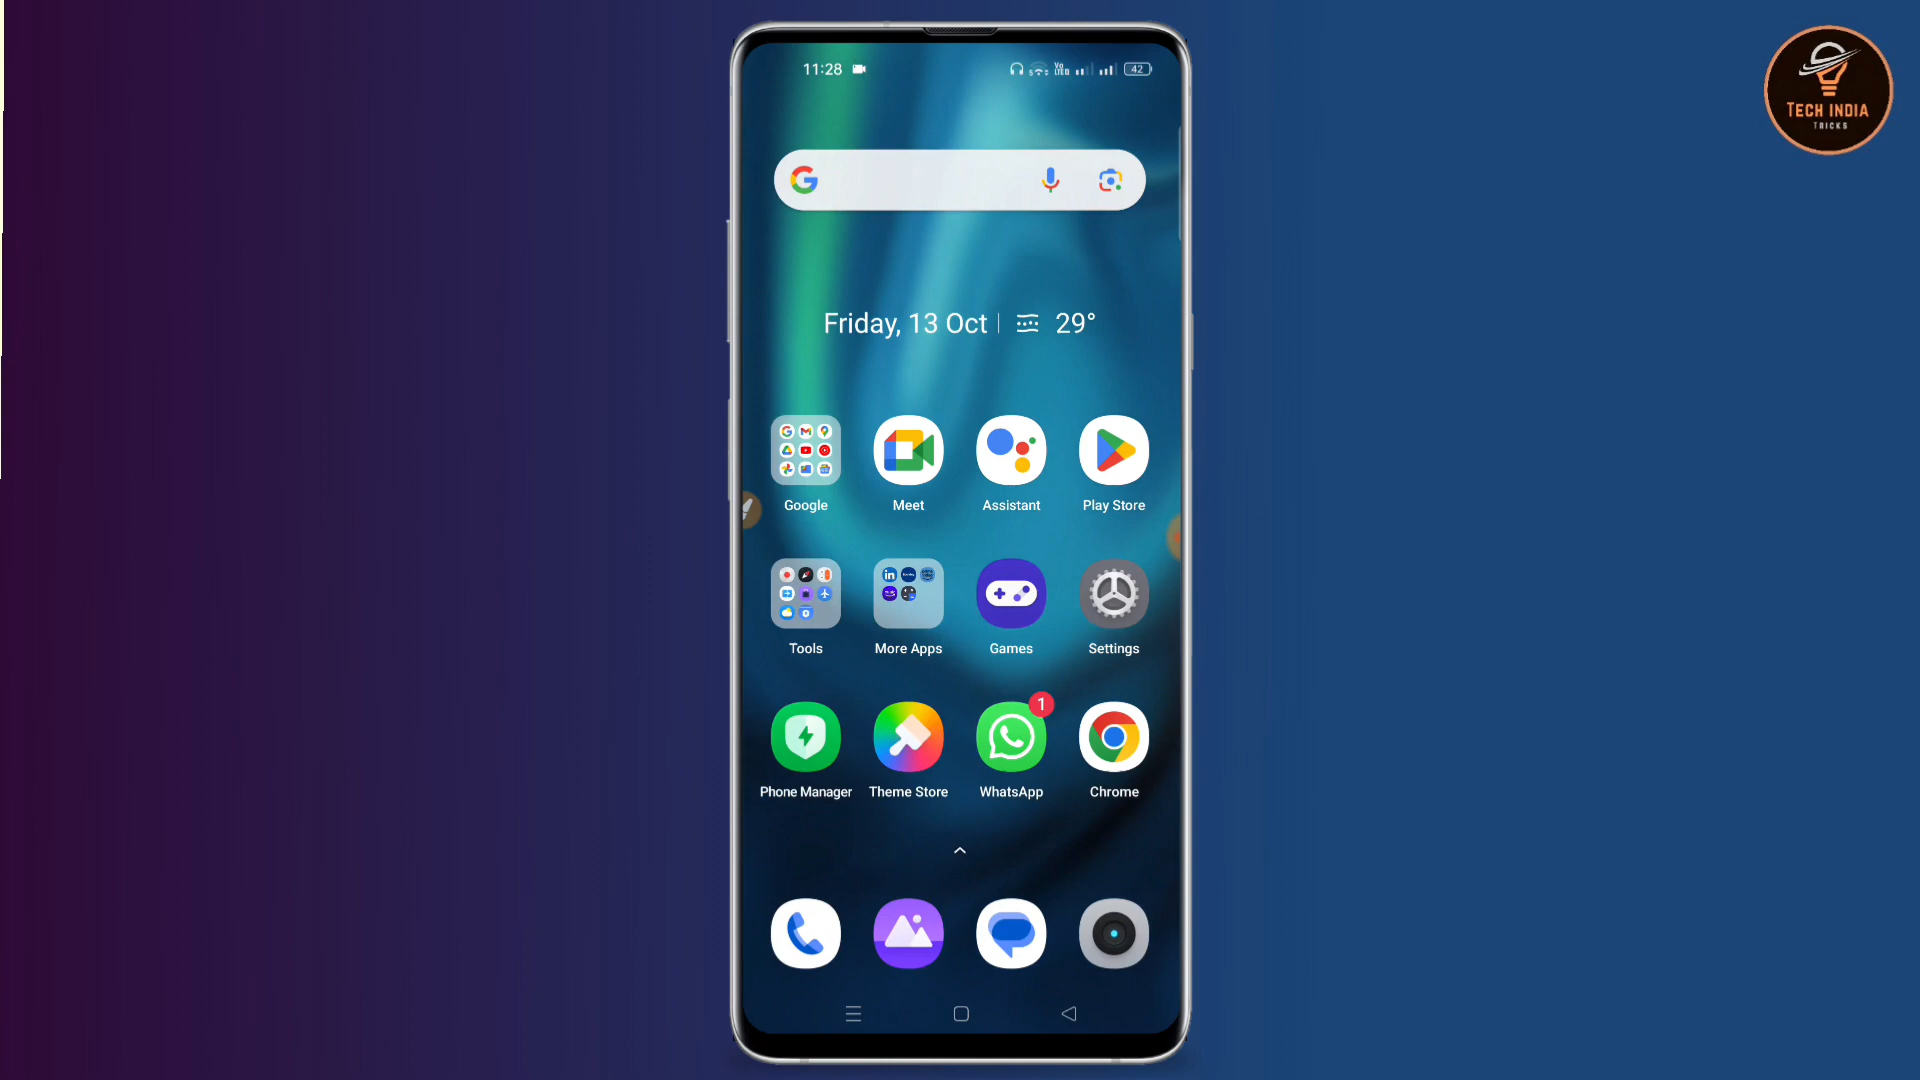 11:28
42
TECH INDIA
TRICKS
Friday, 13 Oct
29°
Google
Meet
Assistant
Play Store
Tools
More Apps
Games
Settings
1
Phone Manager
Theme Store
WhatsApp
Chrome